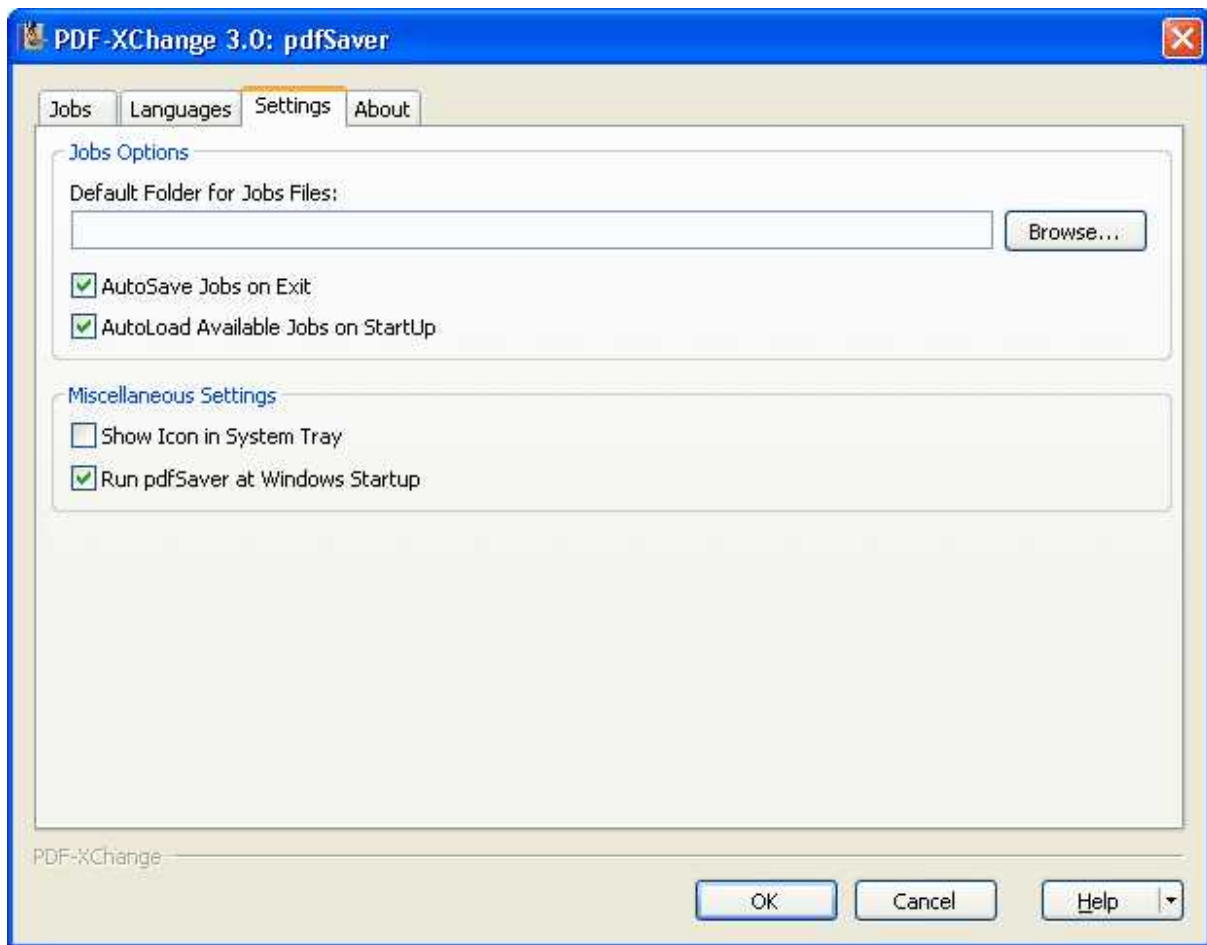 PDF-XChange 3.0: pdfSaver
Jobs Languages Settings About
Jobs Options
Default Folder for Jobs Files:
Browse...
AutoSave Jobs on Exit
AutoLoad Available Jobs on StartUp
Miscellaneous Settings
Show Icon in System Tray
Run pdfSaver at Windows Startup
PDF-XChange
OK Cancel Help